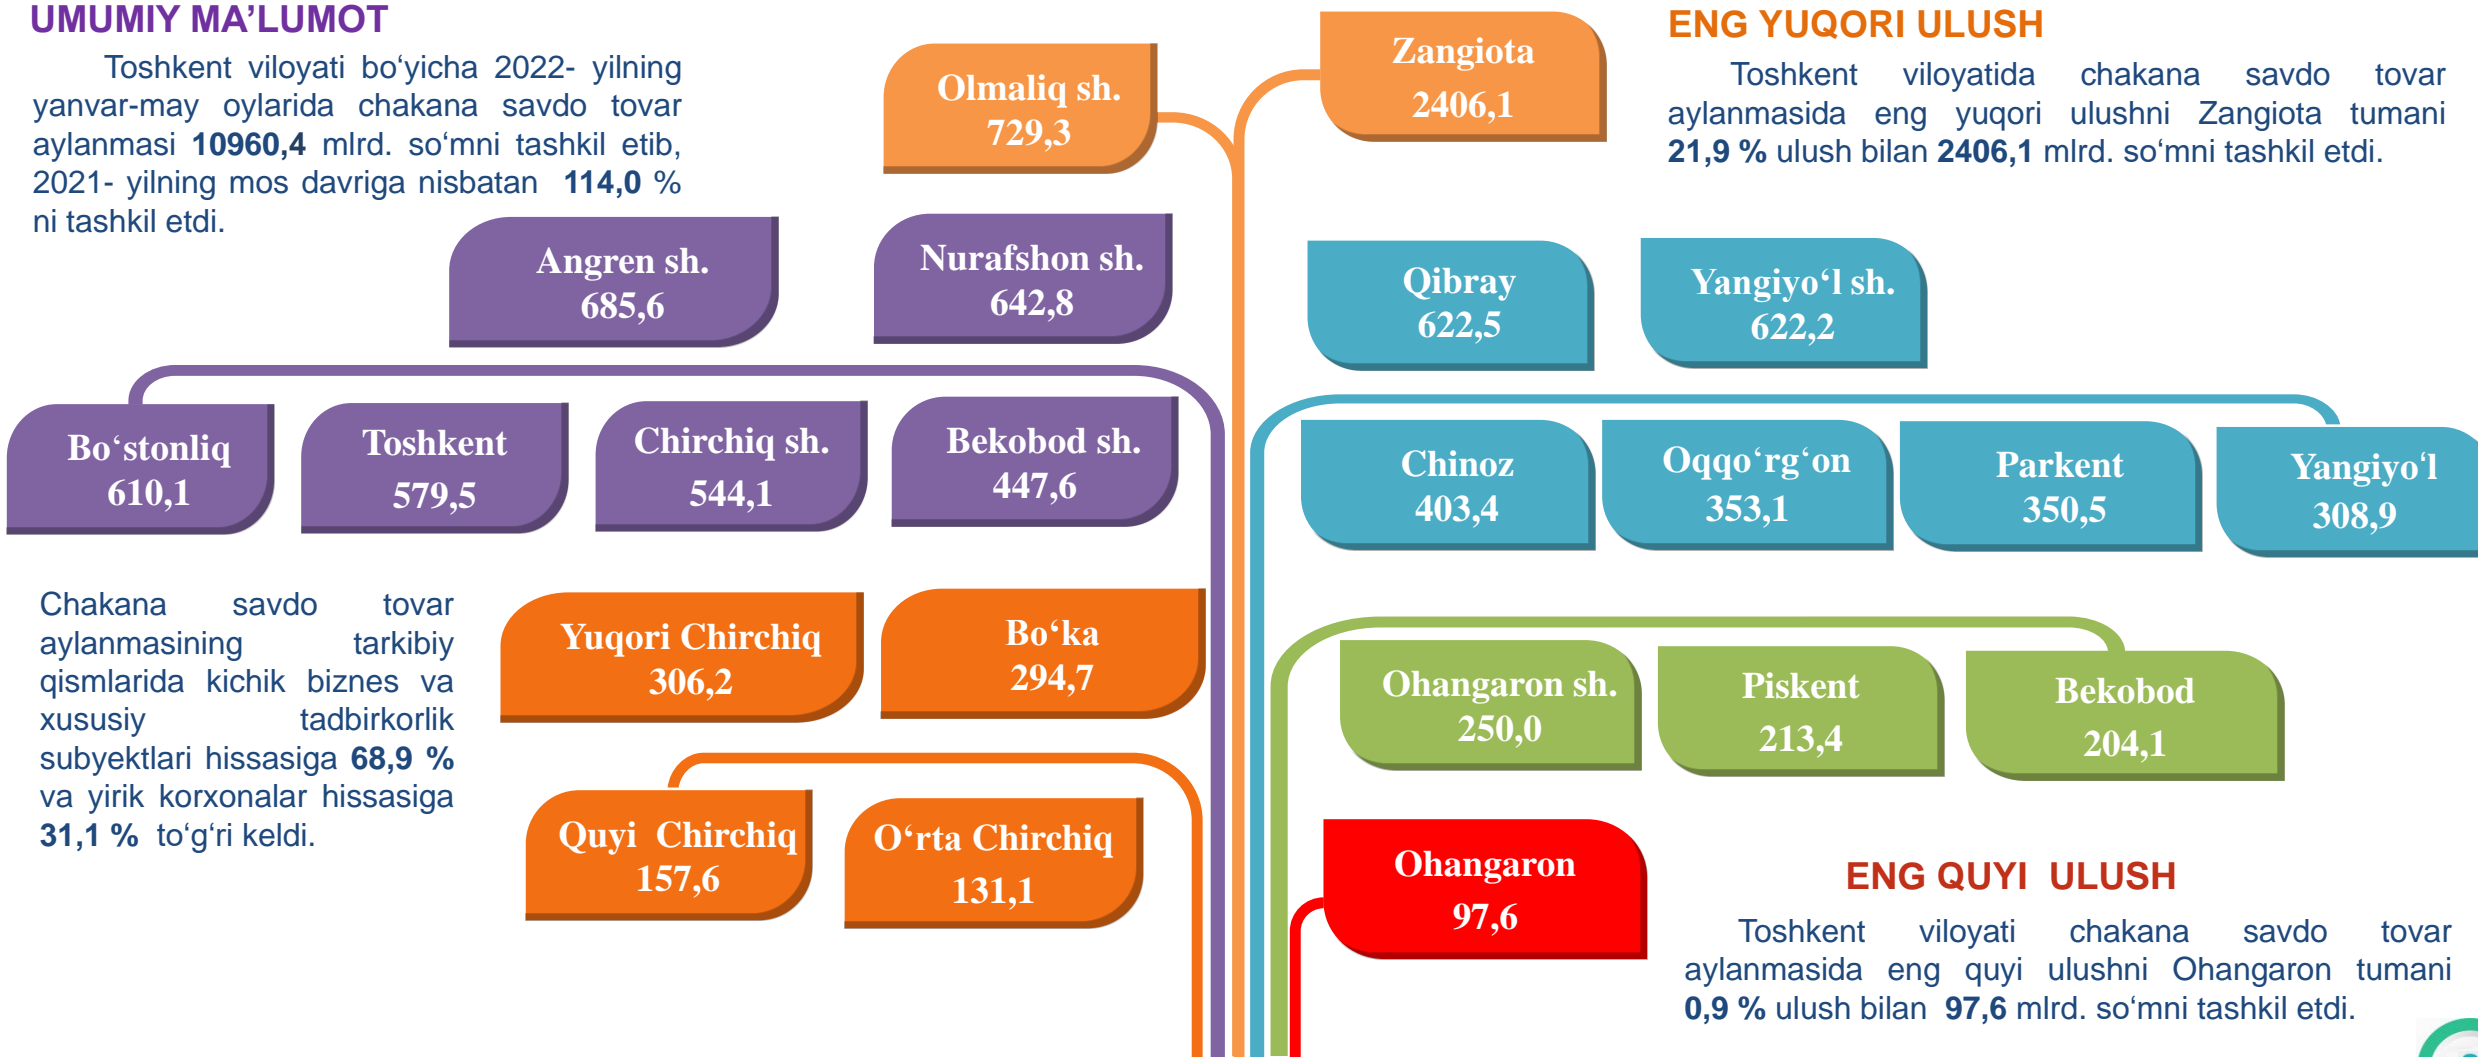 UMUMIY MA’LUMOT
Toshkent viloyati bo‘yicha 2022- yilning
yanvar-may oylarida chakana savdo tovar
aylanmasi 10960,4 mlrd. so‘mni tashkil etib,
2021- yilning mos davriga nisbatan 114,0 %
ni tashkil etdi.
Olmaliq sh.
729,3
Zangiota
2406,1
ENG YUQORI ULUSH
Toshkent viloyatida chakana savdo tovar
aylanmasida eng yuqori ulushni Zangiota tumani
21,9 % ulush bilan 2406,1 mlrd. so‘mni tashkil etdi.
Angren sh.
685,6
Nurafshon sh.
642,8
Qibray
622,5
Yangiyo‘l sh.
622,2
Bo‘stonliq
610,1
Toshkent
579,5
Chirchiq sh.
544,1
Bekobod sh.
447,6
Chinoz
403,4
Oqqo‘rg‘on
353,1
Parkent
350,5
Yangiyo‘l
308,9
Chakana savdo tovar
aylanmasining tarkibiy
qismlarida kichik biznes va
xususiy tadbirkorlik
subyektlari hissasiga 68,9 %
va yirik korxonalar hissasiga
31,1 % to‘g‘ri keldi.
Yuqori Chirchiq
306,2
Bo‘ka
294,7
Ohangaron sh.
250,0
Piskent
213,4
Bekobod
204,1
Quyi Chirchiq
157,6
O‘rta Chirchiq
131,1
Ohangaron
97,6
ENG QUYI ULUSH
Toshkent viloyati chakana savdo tovar
aylanmasida eng quyi ulushni Ohangaron tumani
0,9 % ulush bilan 97,6 mlrd. so‘mni tashkil etdi.